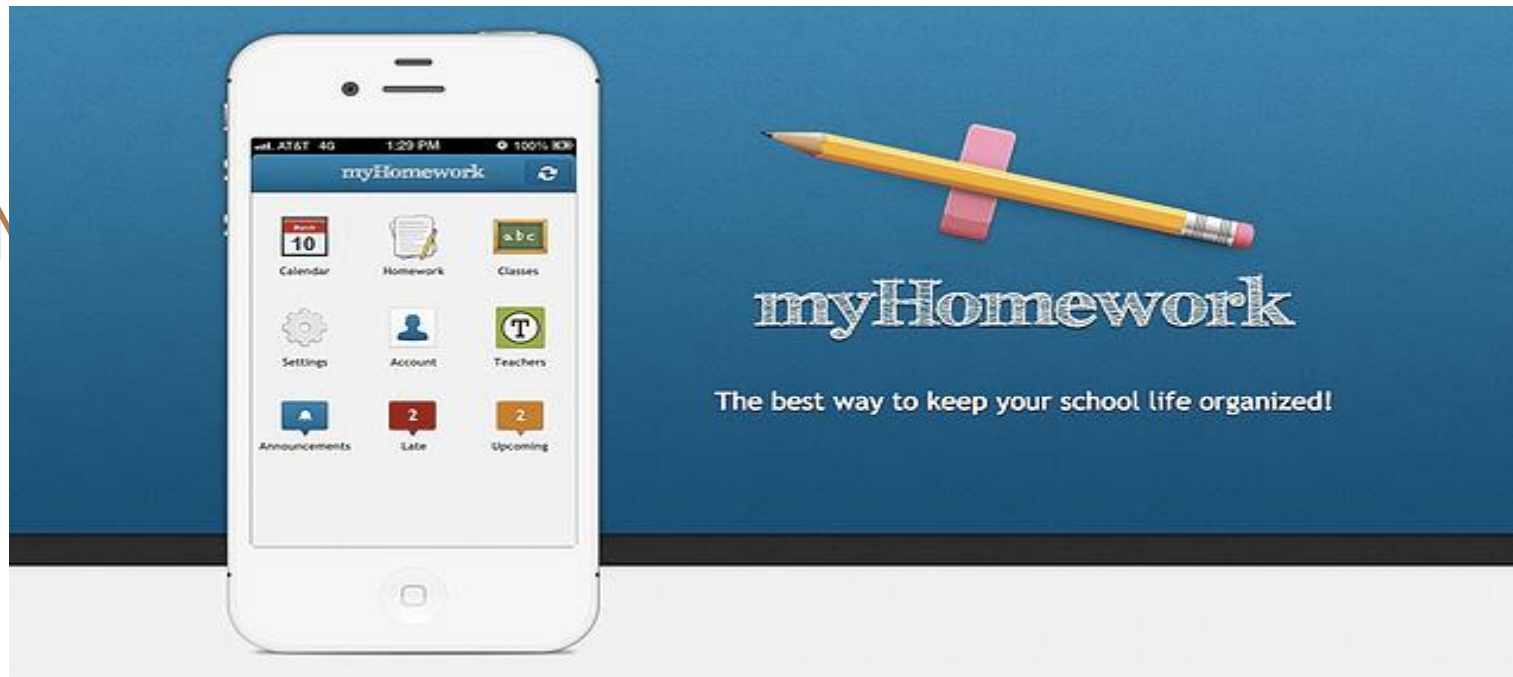 AT&T 4G 1:29 PM 100%
myHomework
March
10
abc
Calendar Homework Classes
T
Settings Account Teachers
2 2
Announcements Late Upcoming
myHomework
The best way to keep your school life organized!